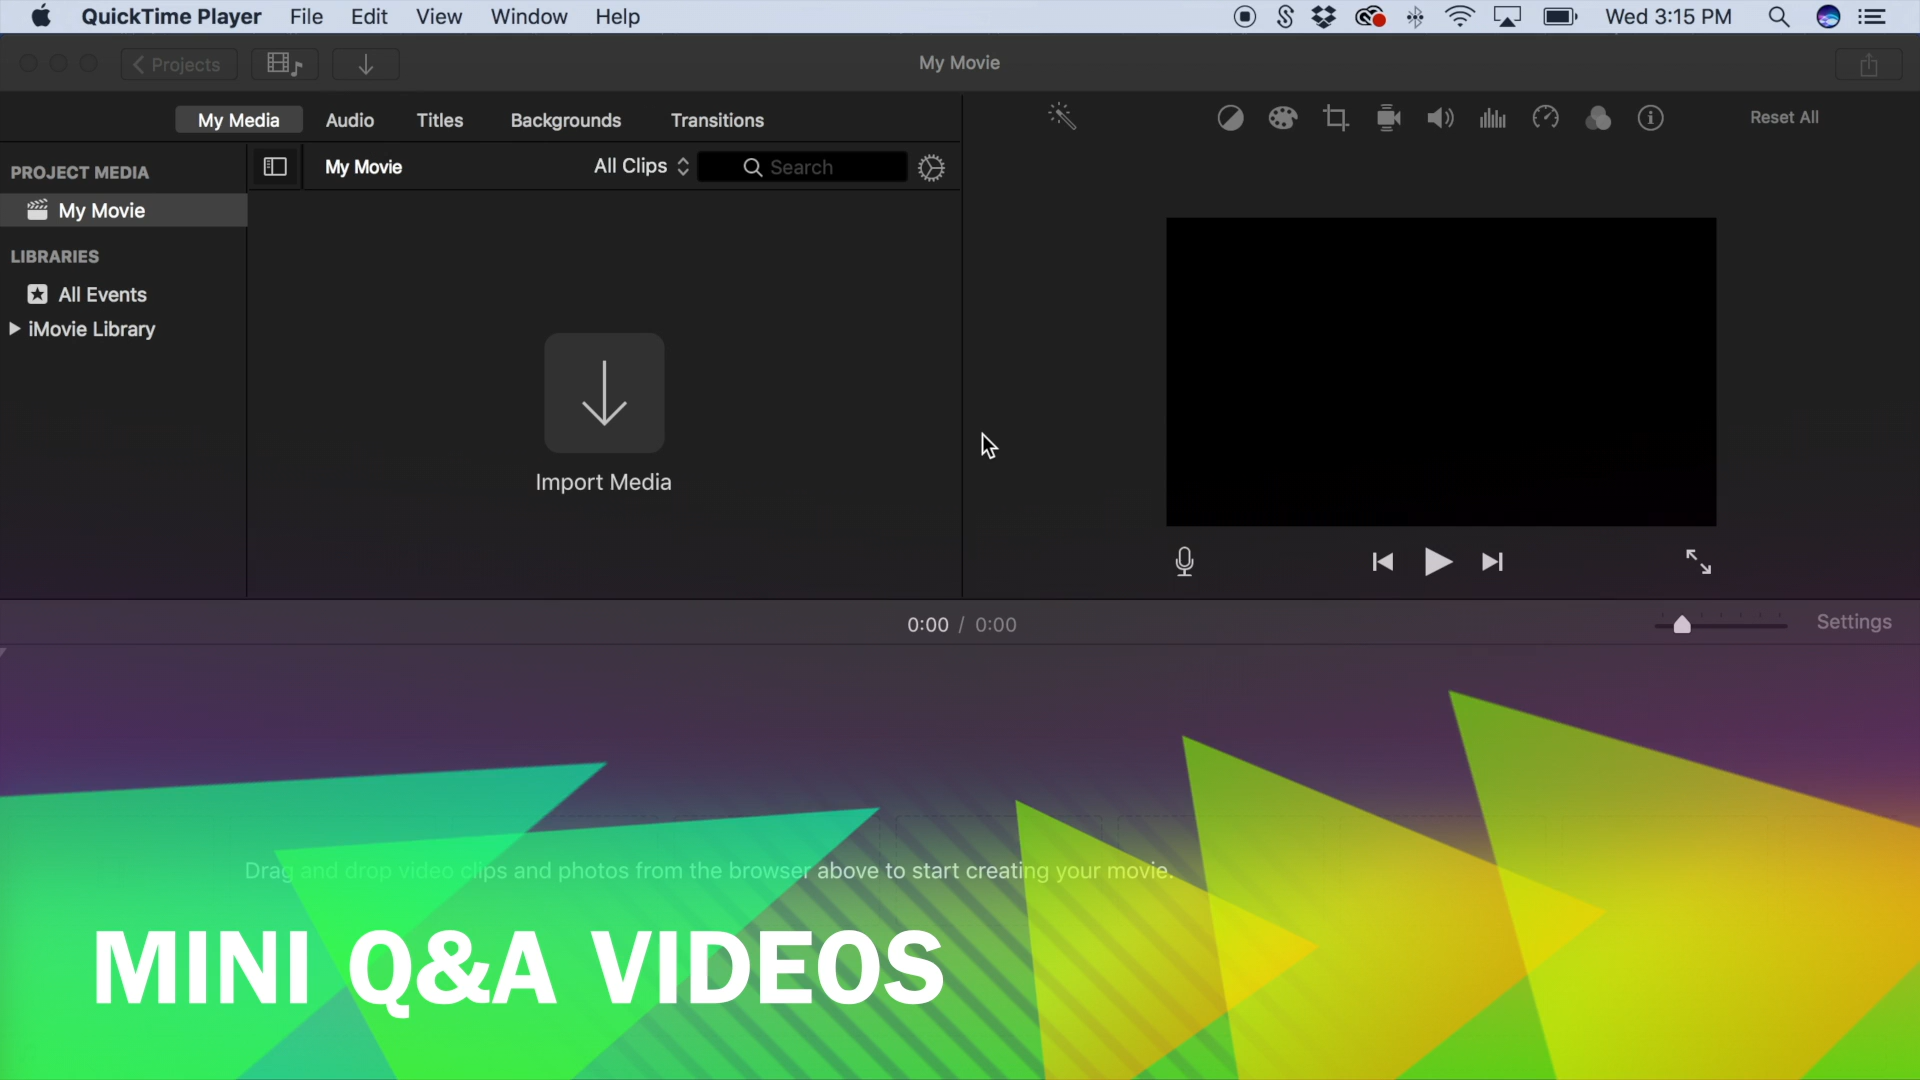 QuickTime Player File Edit View Window Help Wed 3:15 PM
Projects My Movie
My Media Audio Titles Backgrounds Transitions Reset All
PROJECT MEDIA My Movie All Clips Search
My Movie
LIBRARIES
All Events
iMovie Library
Import Media
0:00 / 0:00 Settings
Drag and drop video clips and photos from the browser above to start creating your movie.
MINI Q&A VIDEOS